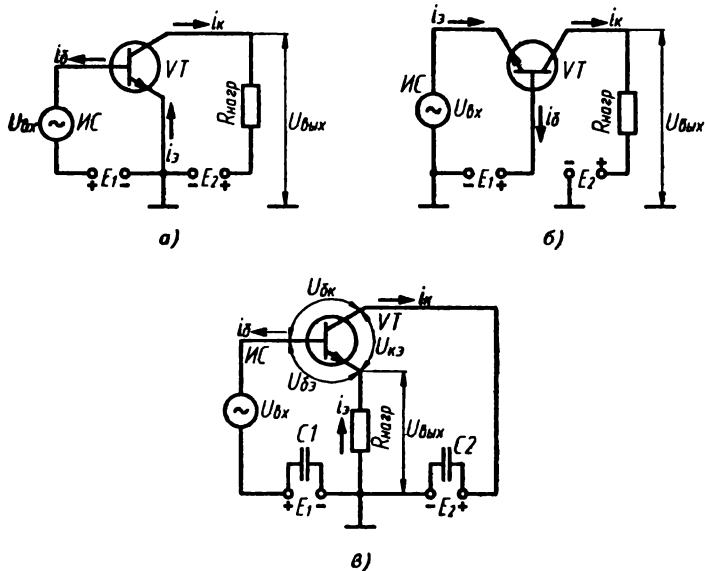 iк
iб
VT
Uвх
ИС
Rнагр
Uвых
iэ
+ E1 -
- E2 +
а)
iэ
iк
VT
ИС
Uвх
iб
Rнагр
Uвых
- E1 +
- E2 +
б)
Uбк
iк
iб
VT
ИС
Uкэ
Uбэ
Uвх
iэ
Rнагр
Uвых
C1
C2
+ E1 -
- E2 +
в)